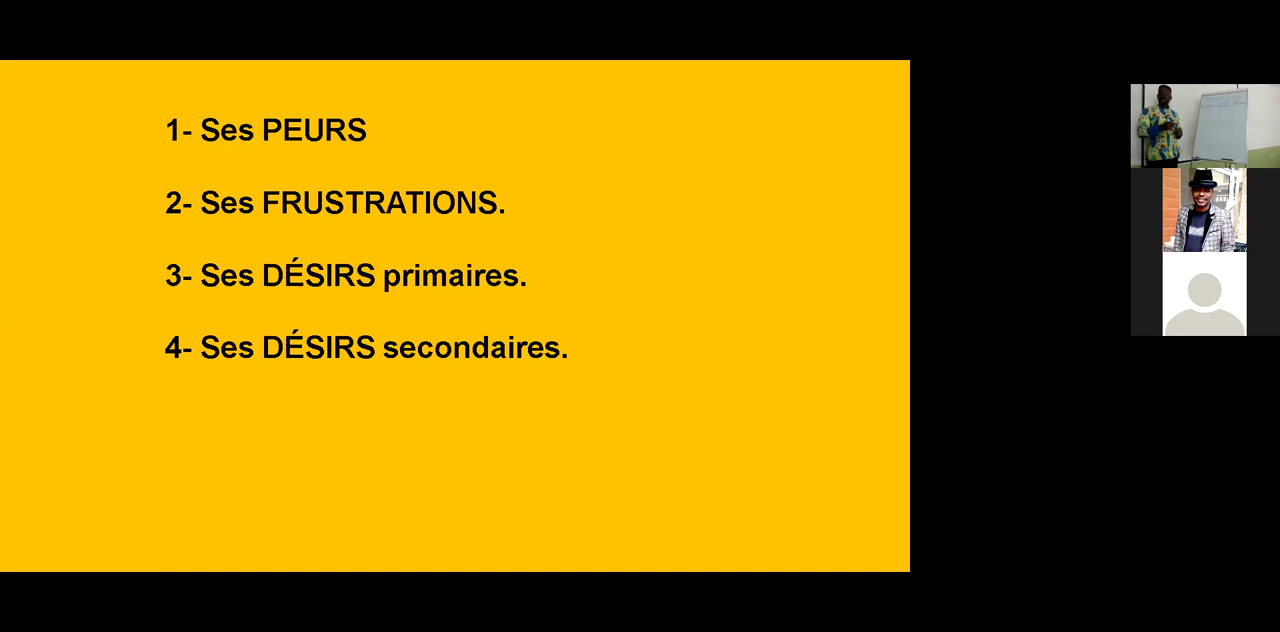 1- Ses PEURS
2- Ses FRUSTRATIONS.
3- Ses DÉSIRS primaires.
4- Ses DÉSIRS secondaires.